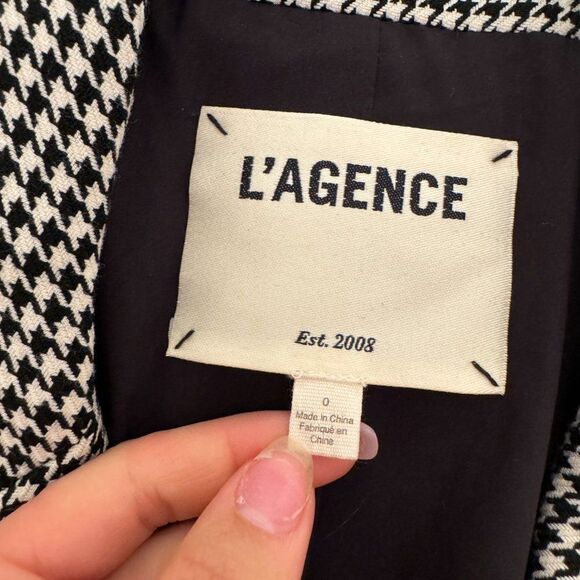 L'AGENCE
Est. 2008
0
Made in China
Fabriqué en
Chine